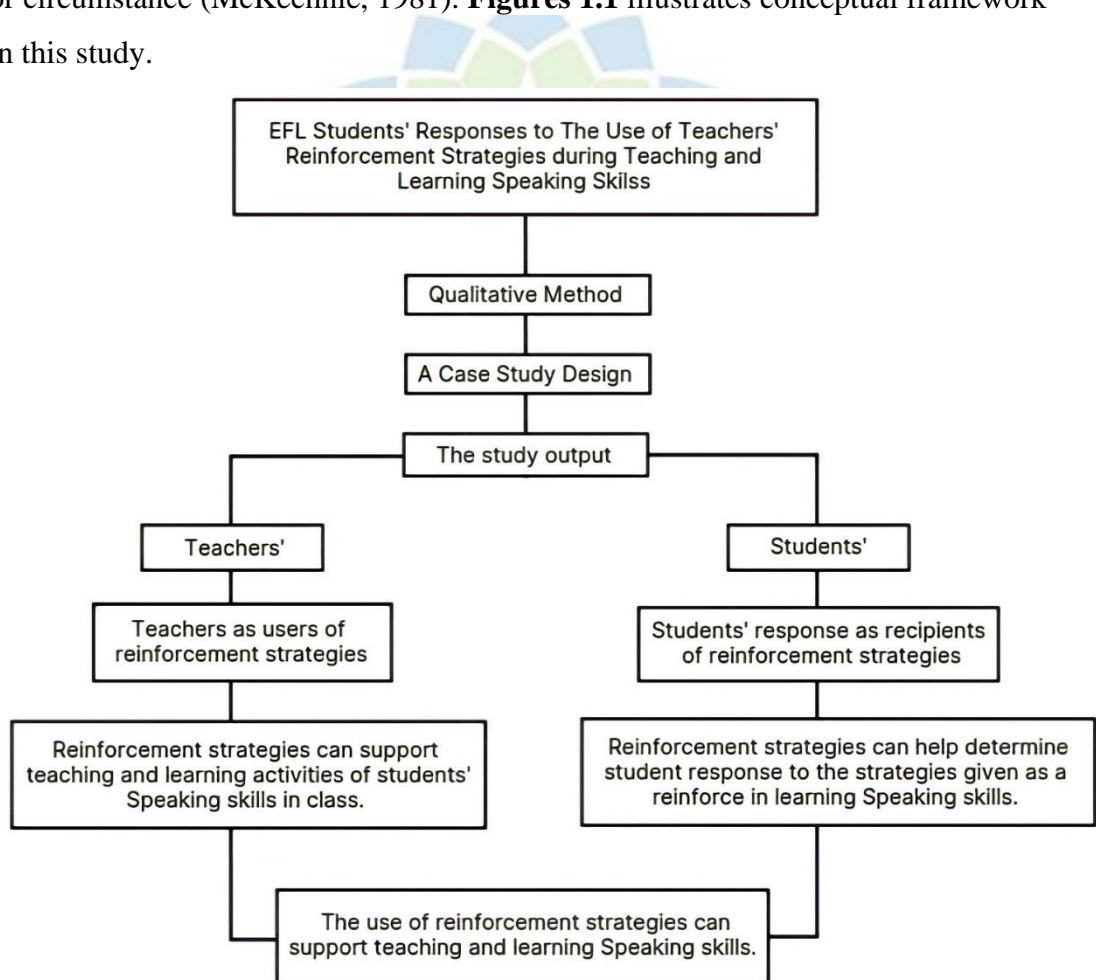 or circumstance (McKechnie, 1981). Figures 1.1 illustrates conceptual framework
n this study.
EFL Students' Responses to The Use of Teachers'
Reinforcement Strategies during Teaching and
Learning Speaking Skilss
Qualitative Method
A Case Study Design
The study output
Teachers'
Students'
Teachers as users of
reinforcement strategies
Students' response as recipients
of reinforcement strategies
Reinforcement strategies can support
teaching and learning activities of students'
Speaking skills in class.
Reinforcement strategies can help determine
student response to the strategies given as a
reinforce in learning Speaking skills.
The use of reinforcement strategies can
support teaching and learning Speaking skills.